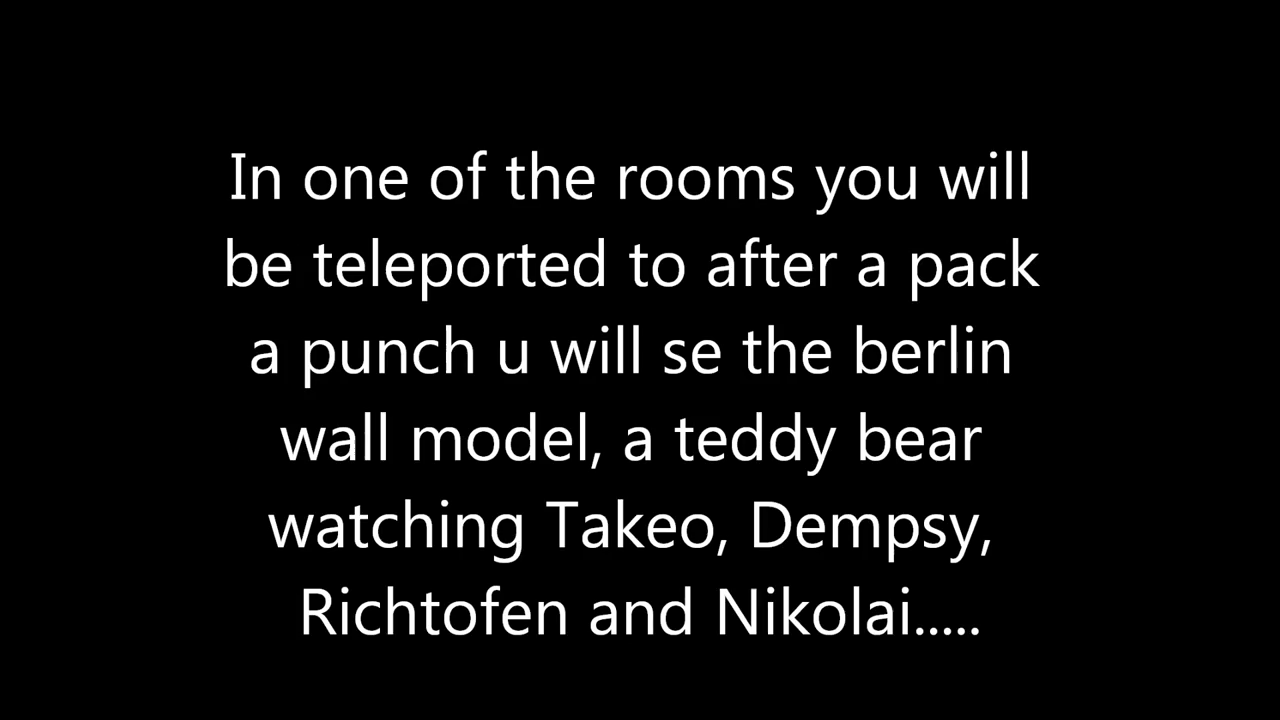 In one of the rooms you will
be teleported to after a pack
a punch u will se the berlin
wall model, a teddy bear
watching Takeo, Dempsy,
Richtofen and Nikolai.....